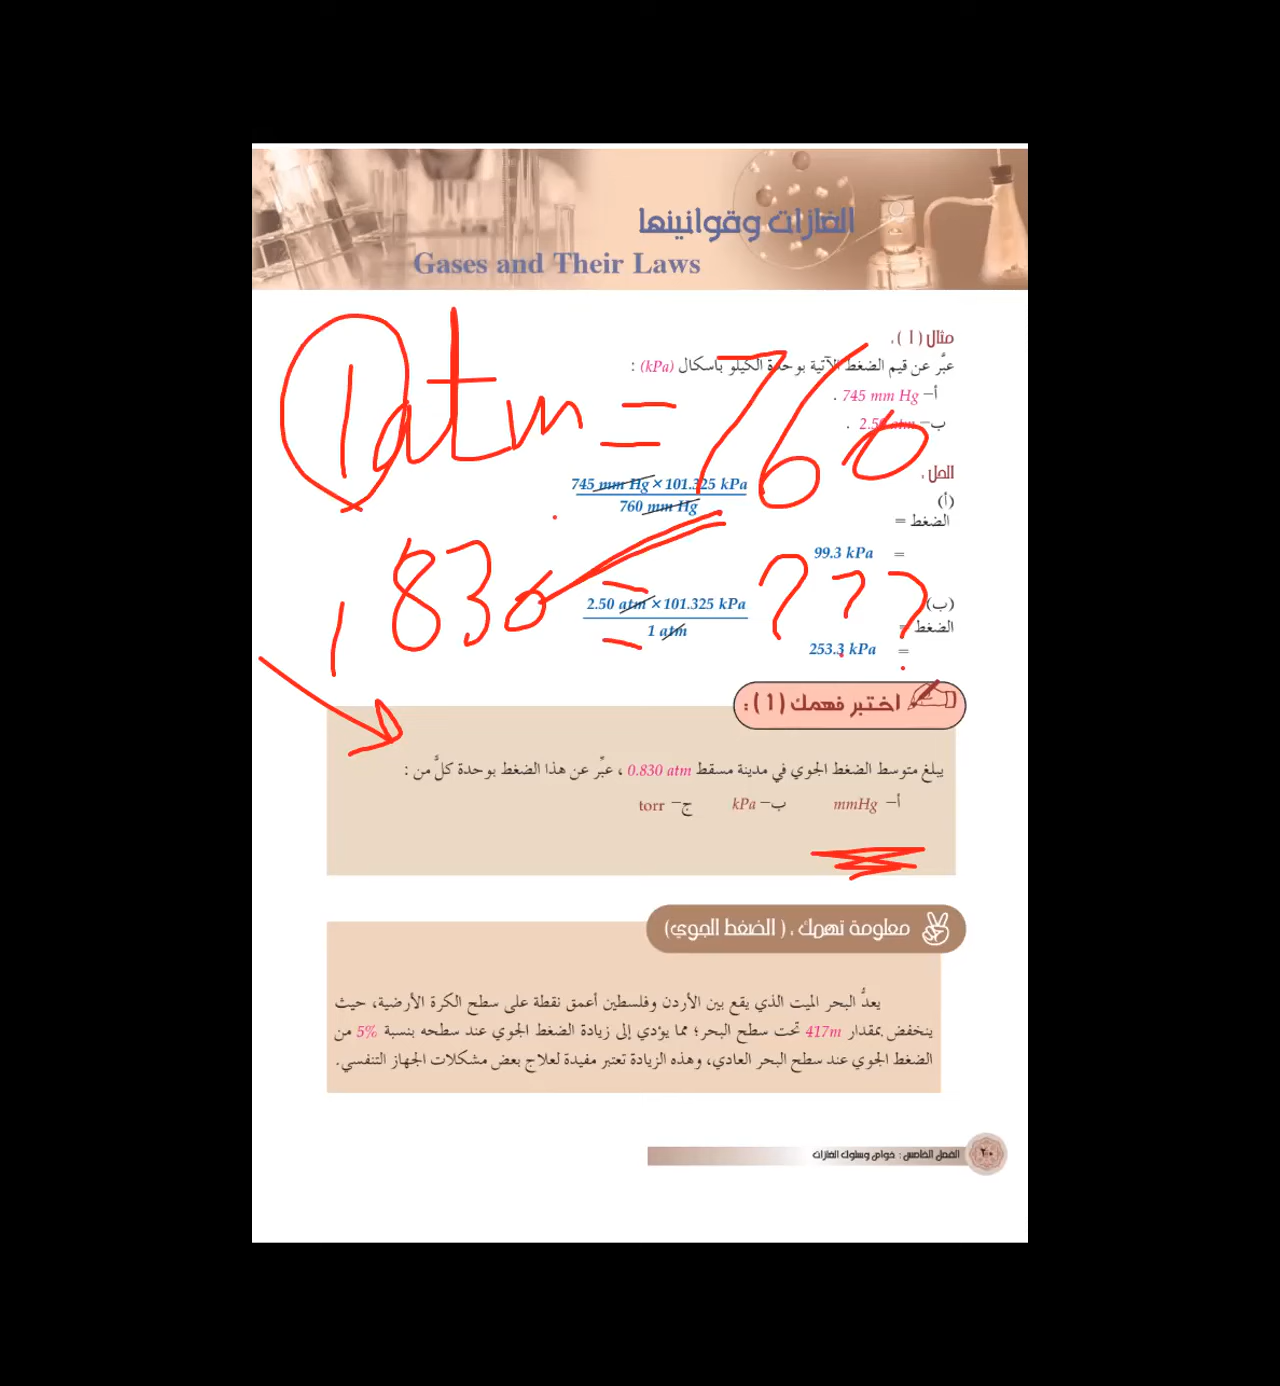 الغازات وقوانينها
Gases and Their Laws
مثال (1) :
عبَّر عن قيم الضغط الآتية بوحدة الكيلو باسكال (kPa) :
أ– 745 mm Hg .
ب– 2.50 atm .
1 atm = 760
الحل :
(أ)
745 mm Hg × 101.325 kPa
760 mm Hg
الضغط =
= 99.3 kPa
830 = ???
(ب)
2.50 atm × 101.325 kPa
1 atm
الضغط =
= 253.3 kPa
اختبر فهمك (1) :
يبلغ متوسط الضغط الجوي في مدينة مسقط 0.830 atm ، عبِّر عن هذا الضغط بوحدة كلٍّ من :
أ– mmHg ب– kPa ج– torr
معلومة تهمك : (الضغط الجوي)
يعدُّ البحر الميت الذي يقع بين الأردن وفلسطين أعمق نقطة على سطح الكرة الأرضية، حيث
ينخفض بمقدار 417m تحت سطح البحر؛ مما يؤدي إلى زيادة الضغط الجوي عند سطحه بنسبة 5% من
الضغط الجوي عند سطح البحر العادي، وهذه الزيادة تعتبر مفيدة لعلاج بعض مشكلات الجهاز التنفسي.
الفصل الخامس : خواص وسلوك الغازات
٢٠